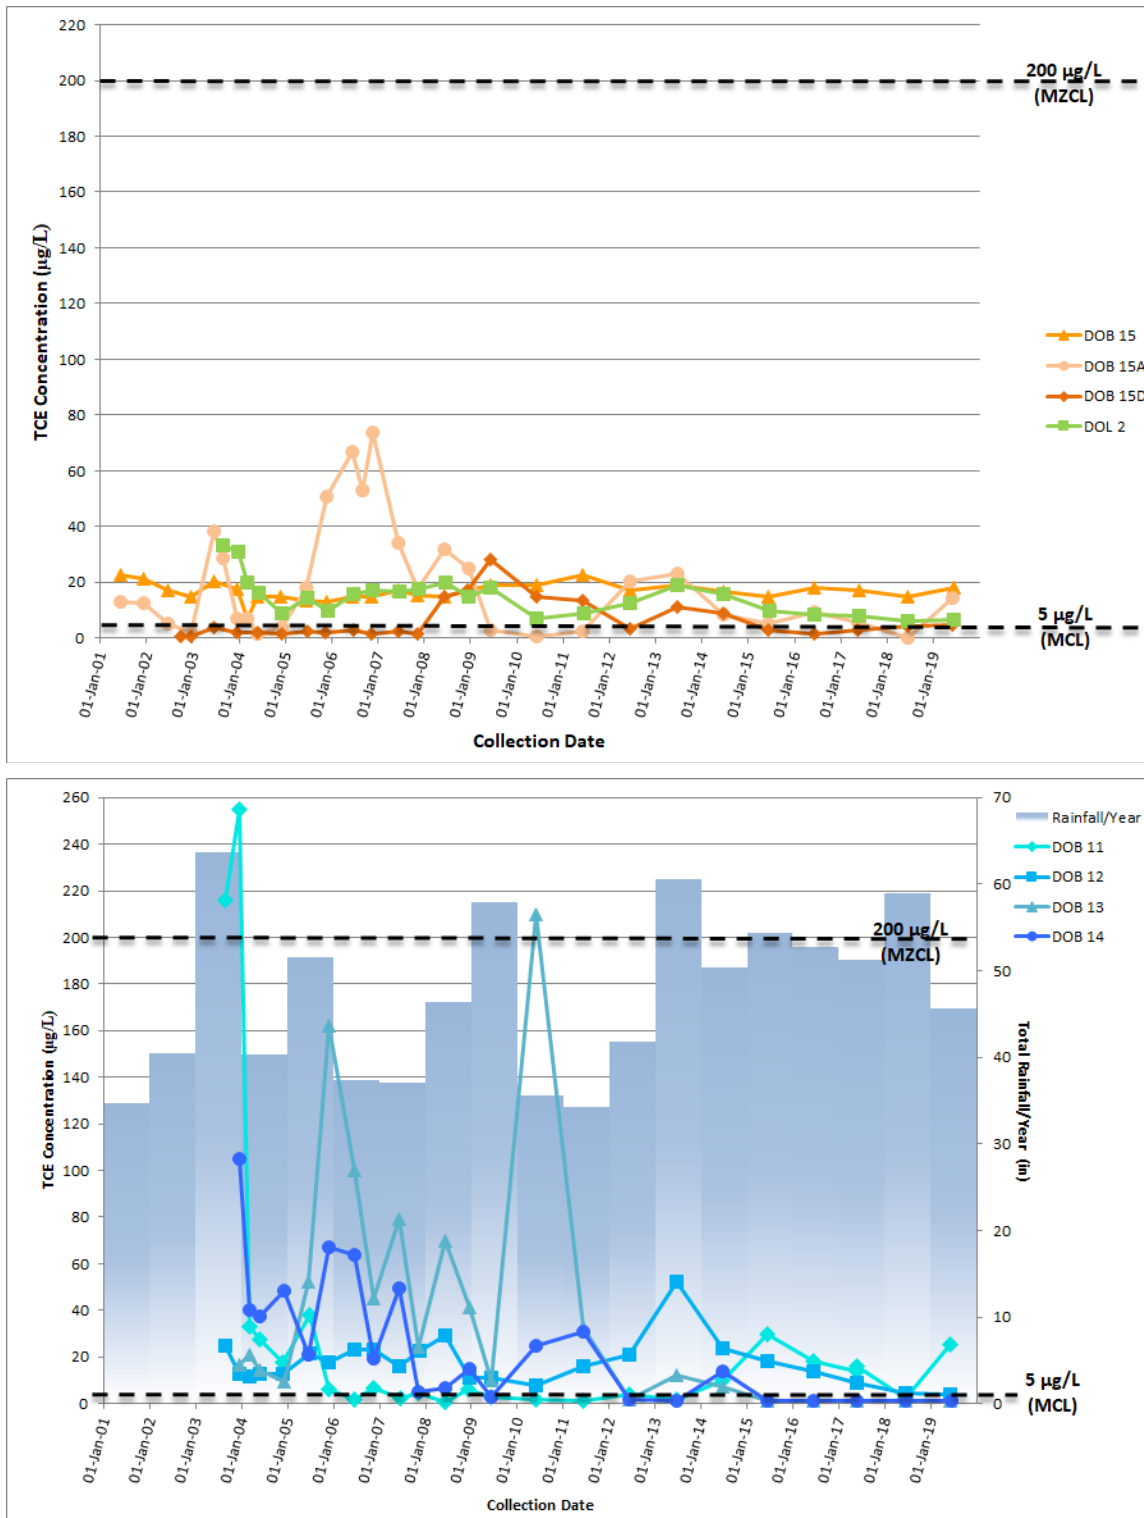 220
200
180
160
140
120
100
80
60
40
20
0
TCE Concentration (µg/L)
200 µg/L
(MZCL)
5 µg/L
(MCL)
DOB 15
DOB 15A
DOB 15D
DOL 2
01-Jan-01
01-Jan-02
01-Jan-03
01-Jan-04
01-Jan-05
01-Jan-06
01-Jan-07
01-Jan-08
01-Jan-09
01-Jan-10
01-Jan-11
01-Jan-12
01-Jan-13
01-Jan-14
01-Jan-15
01-Jan-16
01-Jan-17
01-Jan-18
01-Jan-19
Collection Date
260
240
220
200
180
160
140
120
100
80
60
40
20
0
TCE Concentration (µg/L)
200 µg/L
(MZCL)
5 µg/L
(MCL)
70
60
50
40
30
20
10
0
Total Rainfall/Year (in)
Rainfall/Year
DOB 11
DOB 12
DOB 13
DOB 14
01-Jan-01
01-Jan-02
01-Jan-03
01-Jan-04
01-Jan-05
01-Jan-06
01-Jan-07
01-Jan-08
01-Jan-09
01-Jan-10
01-Jan-11
01-Jan-12
01-Jan-13
01-Jan-14
01-Jan-15
01-Jan-16
01-Jan-17
01-Jan-18
01-Jan-19
Collection Date